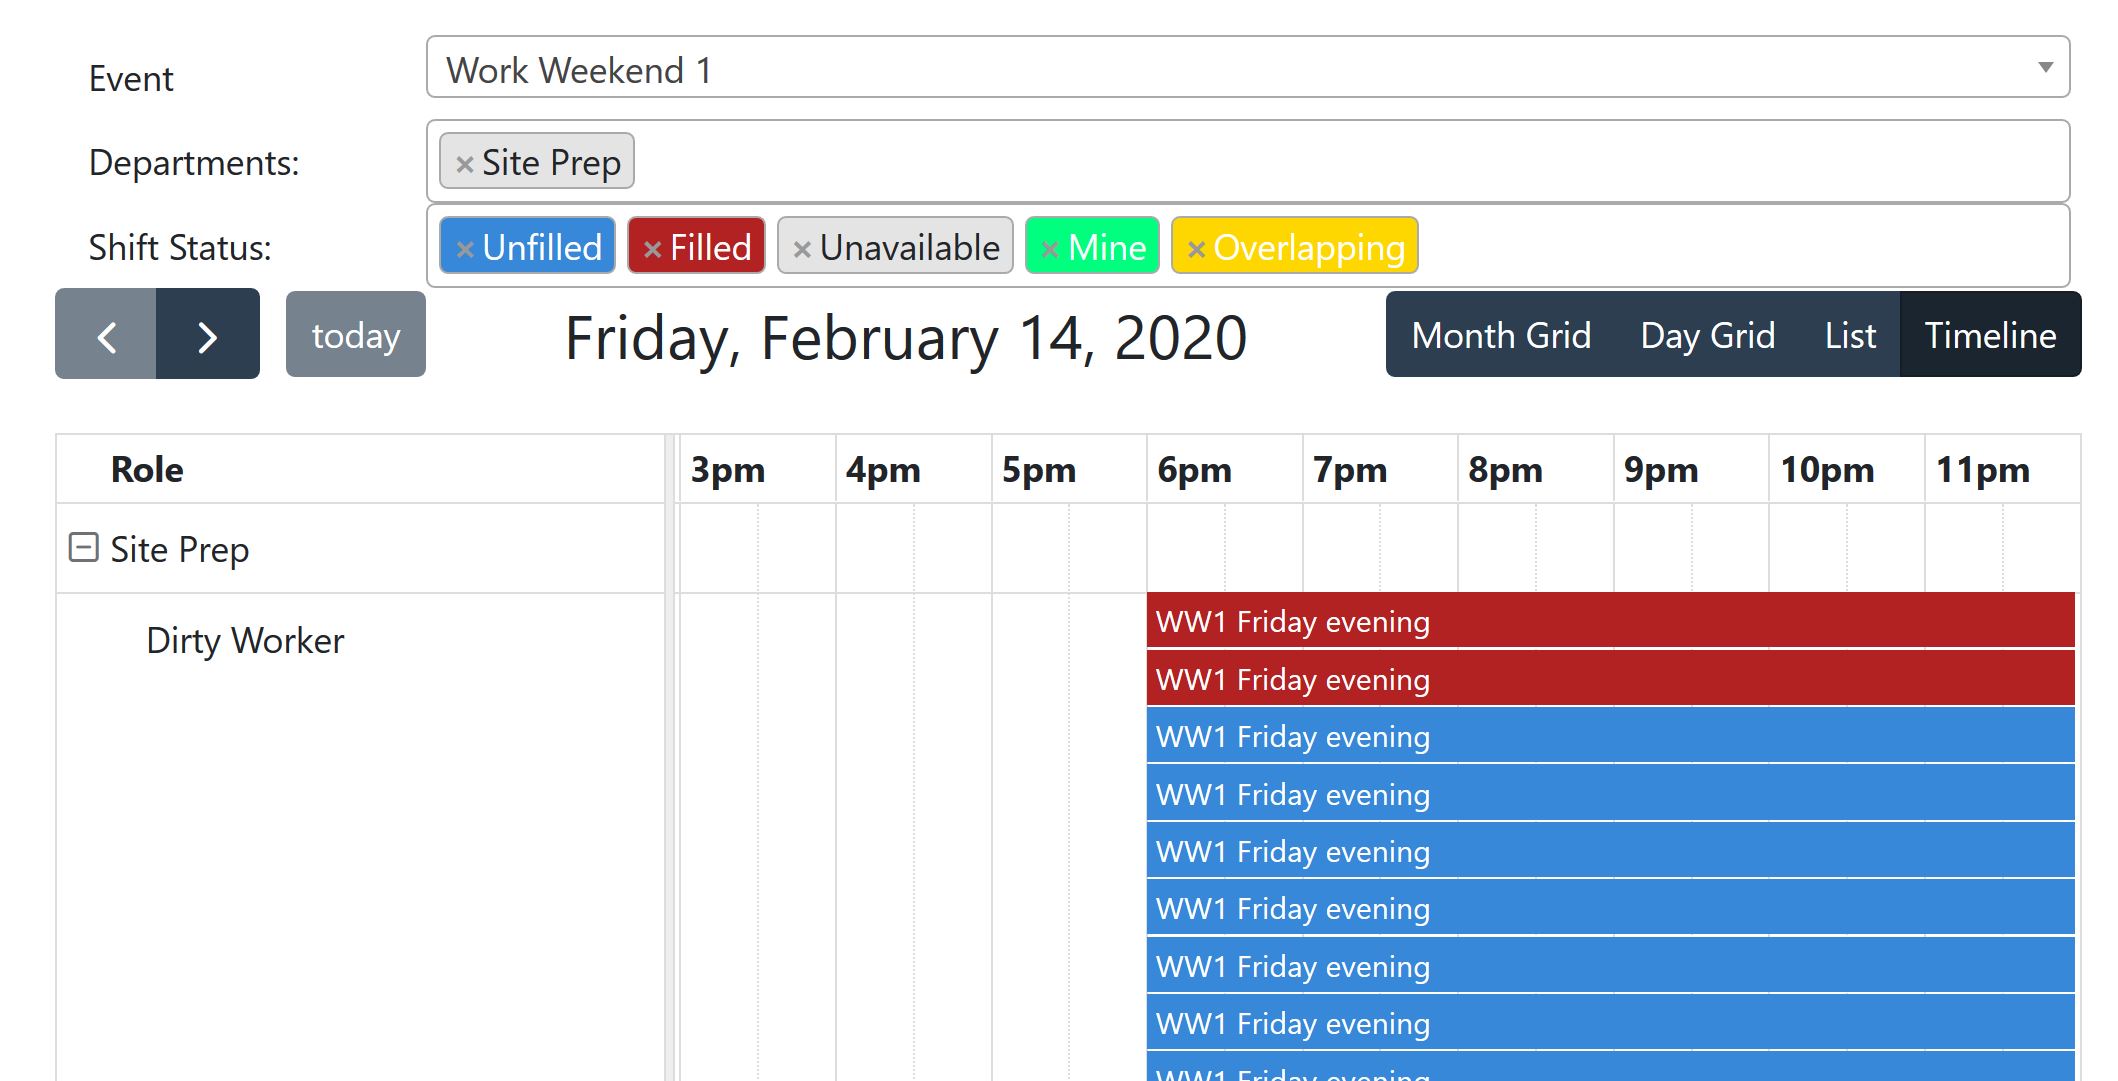 Event
Work Weekend 1
Departments:
× Site Prep
Shift Status:
× Unfilled × Filled × Unavailable × Mine × Overlapping
today
Friday, February 14, 2020
Month Grid Day Grid List Timeline
Role 3pm 4pm 5pm 6pm 7pm 8pm 9pm 10pm 11pm
Site Prep
Dirty Worker
WW1 Friday evening
WW1 Friday evening
WW1 Friday evening
WW1 Friday evening
WW1 Friday evening
WW1 Friday evening
WW1 Friday evening
WW1 Friday evening
WW1 Friday evening